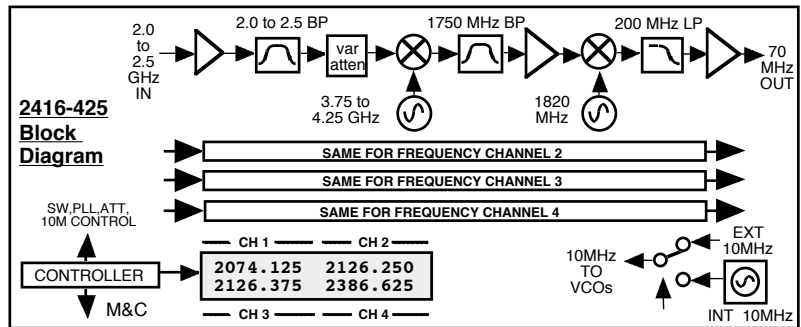 2.0
to
2.5
GHz
IN
2.0 to 2.5 BP
var
atten
1750 MHz BP
200 MHz LP
70
MHz
OUT
3.75 to
4.25 GHz
1820
MHz
2416-425
Block
Diagram
SAME FOR FREQUENCY CHANNEL 2
SAME FOR FREQUENCY CHANNEL 3
SAME FOR FREQUENCY CHANNEL 4
SW,PLL,ATT,
10M CONTROL
CONTROLLER
M&C
CH 1 CH 2
2074.125 2126.250
2126.375 2386.625
CH 3 CH 4
10MHz
TO
VCOs
EXT
10MHz
INT 10MHz